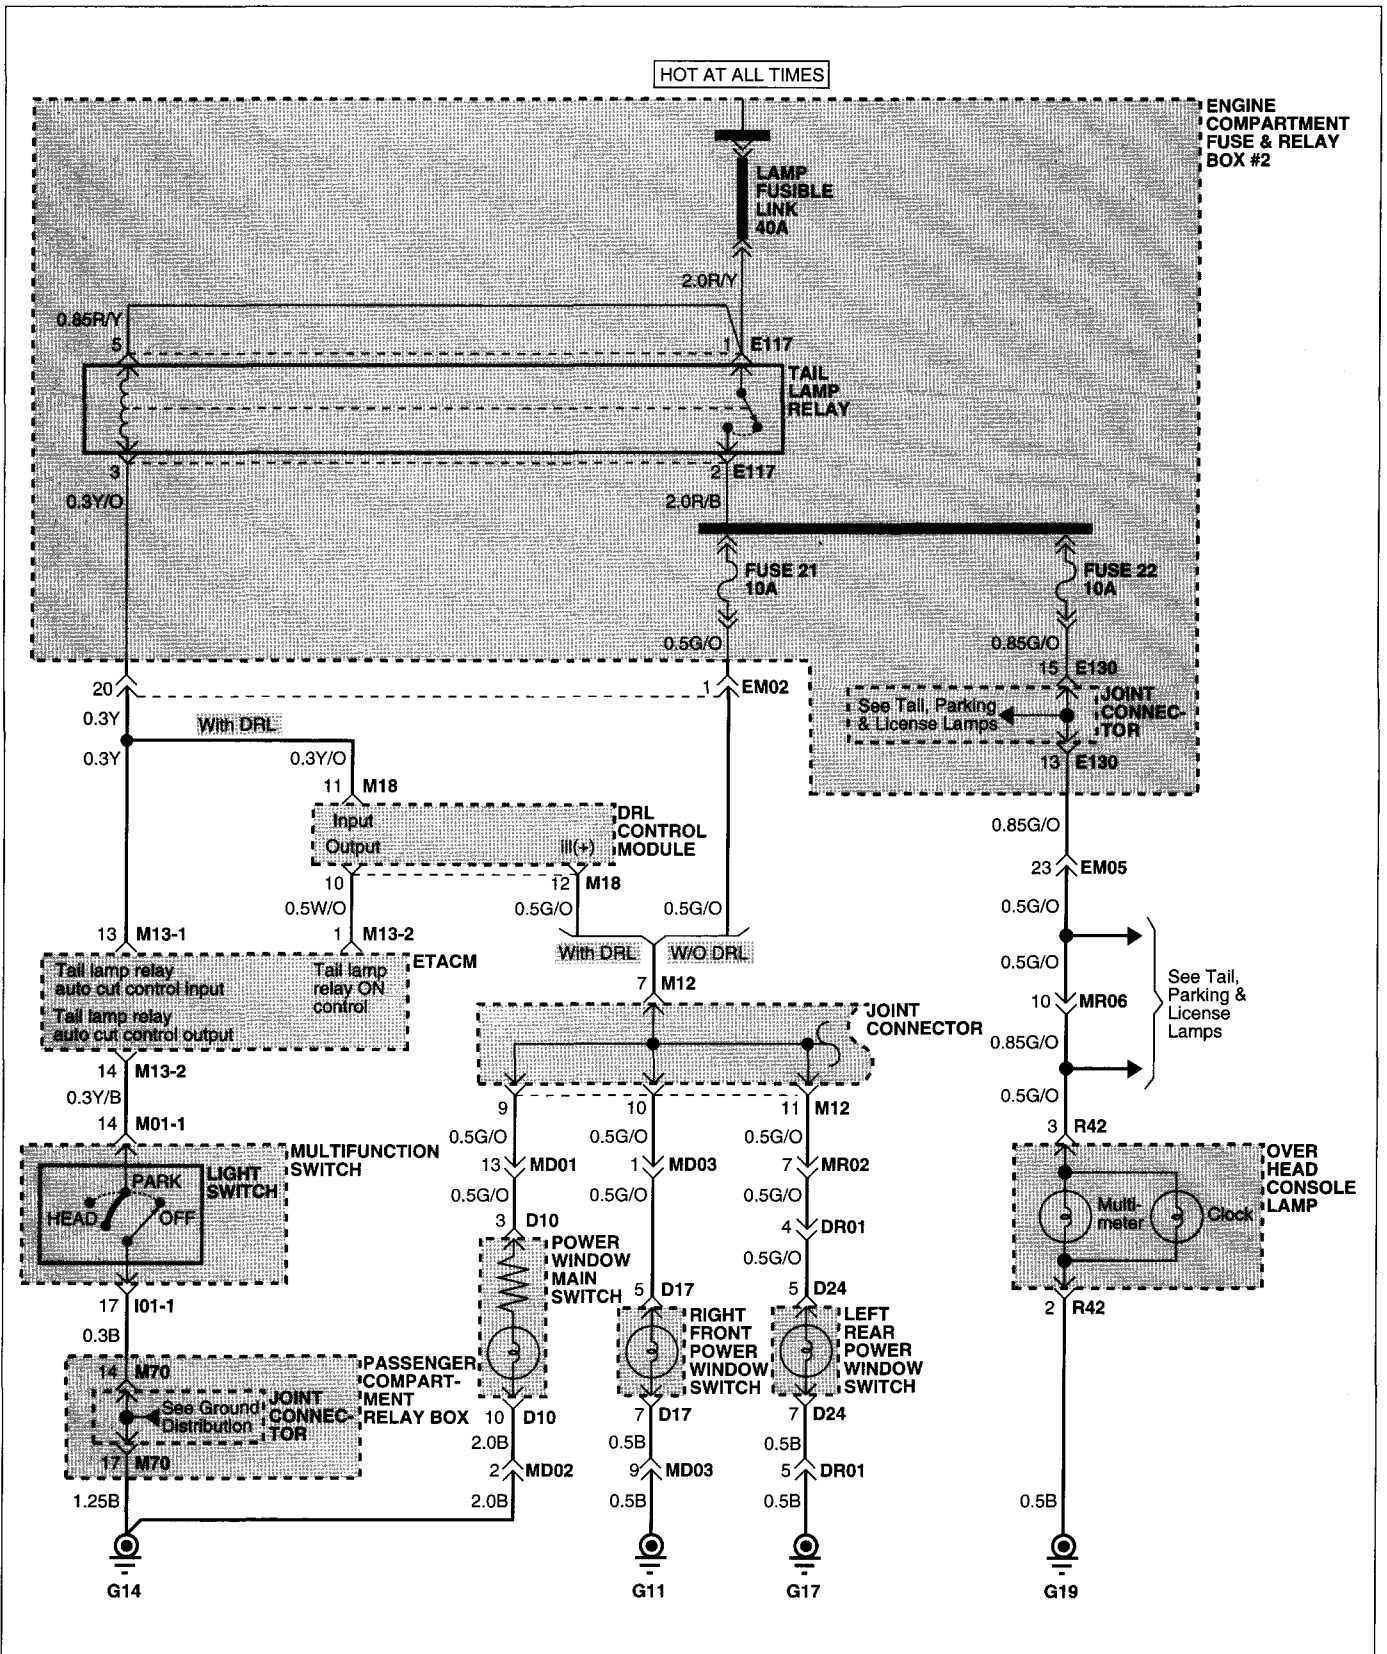 HOT AT ALL TIMES
ENGINE
COMPARTMENT
FUSE & RELAY
BOX #2
LAMP
FUSIBLE
LINK
40A
2.0R/Y
0.85R/Y
5
1
E117
TAIL
LAMP
RELAY
3
2
E117
0.3Y/O
2.0R/B
FUSE 21
10A
FUSE 22
10A
0.5G/O
0.85G/O
15
E130
20
1
EM02
See Tail, Parking
& License Lamps
JOINT
CONNEC-
TOR
0.3Y
With DRL
0.3Y
0.3Y/O
13
E130
11
M18
Input
Output
Ill(+)
DRL
CONTROL
MODULE
0.85G/O
23
EM05
10
12
M18
0.5W/O
0.5G/O
0.5G/O
0.5G/O
13
M13-1
1
M13-2
With DRL
W/O DRL
ETACM
Tail lamp relay
auto cut control input
Tail lamp
relay ON
control
Tail lamp relay
auto cut control output
0.5G/O
7
M12
10
MR06
See Tail,
Parking &
License
Lamps
JOINT
CONNECTOR
0.85G/O
14
M13-2
0.3Y/B
0.5G/O
9
10
11
M12
14
M01-1
3
R42
0.5G/O
0.5G/O
0.5G/O
MULTIFUNCTION
SWITCH
LIGHT
SWITCH
PARK
HEAD
OFF
13
MD01
1
MD03
7
MR02
OVER
HEAD
CONSOLE
LAMP
Multi-
meter
Clock
0.5G/O
0.5G/O
0.5G/O
3
D10
4
DR01
POWER
WINDOW
MAIN
SWITCH
0.5G/O
5
D17
5
D24
17
I01-1
2
R42
0.3B
RIGHT
FRONT
POWER
WINDOW
SWITCH
LEFT
REAR
POWER
WINDOW
SWITCH
14
M70
PASSENGER
COMPART-
MENT
RELAY BOX
See Ground
Distribution
JOINT
CONNEC-
TOR
10
D10
7
D17
7
D24
2.0B
0.5B
0.5B
17
M70
2
MD02
9
MD03
5
DR01
1.25B
2.0B
0.5B
0.5B
0.5B
G14
G11
G17
G19